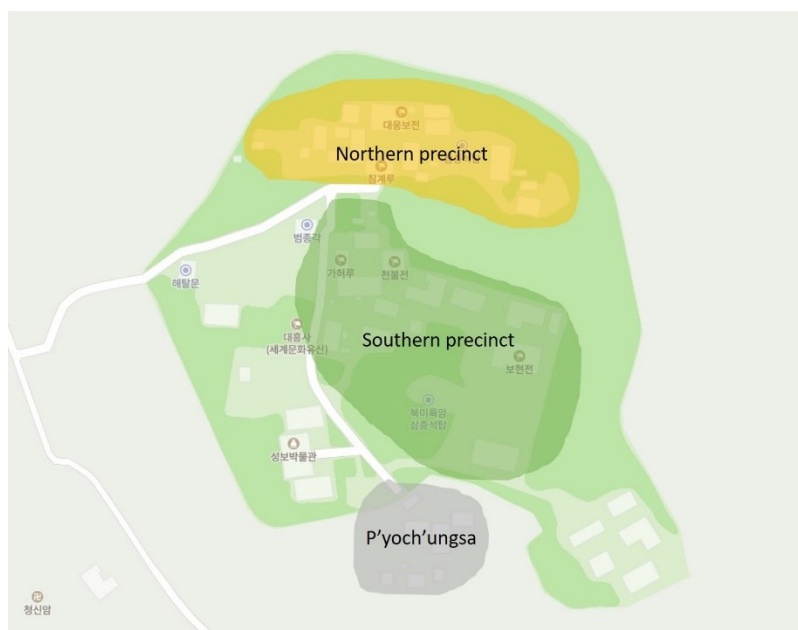 대웅보전
Northern precinct
침계루
범종각
가허루
천불전
해탈문
대흥사
(세계문화유산)
Southern precinct
보현전
북미륵암
삼층석탑
성보박물관
P'yoch'ungsa
청신암